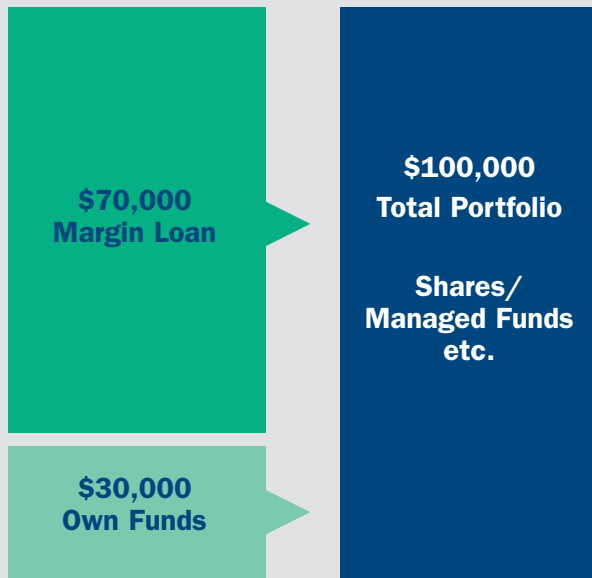 $70,000
Margin Loan
$30,000
Own Funds
$100,000
Total Portfolio
Shares/
Managed Funds
etc.